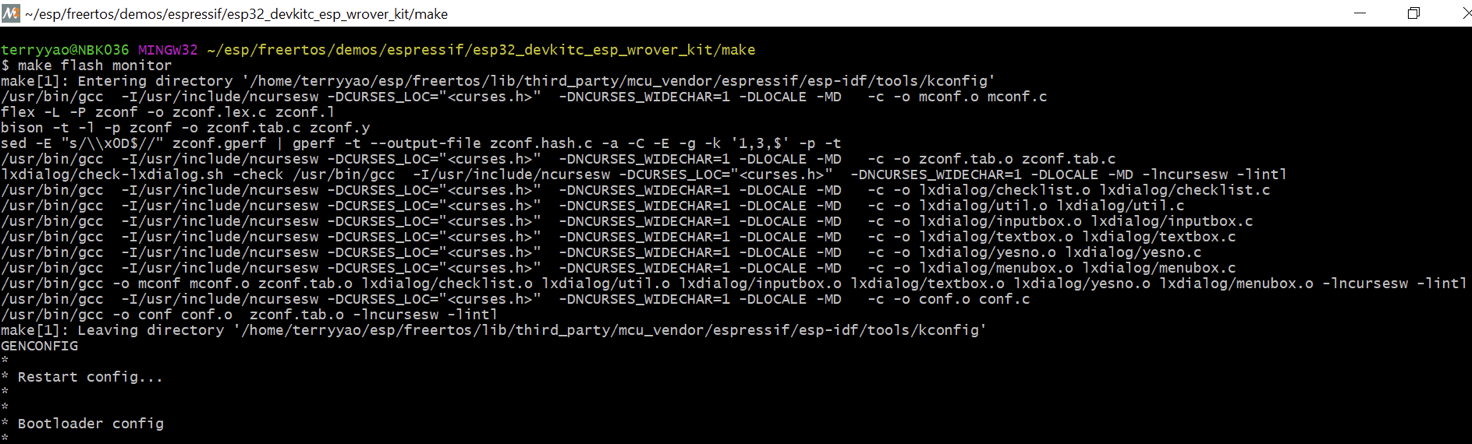 ~/esp/freertos/demos/espressif/esp32_devkitc_esp_wrover_kit/make
terryyao@NBK036 MINGW32 ~/esp/freertos/demos/espressif/esp32_devkitc_esp_wrover_kit/make
$ make flash monitor
make[1]: Entering directory '/home/terryyao/esp/freertos/lib/third_party/mcu_vendor/espressif/esp-idf/tools/kconfig'
/usr/bin/gcc  -I/usr/include/ncursesw -DCURSES_LOC="<curses.h>"  -DNCURSES_WIDECHAR=1 -DLOCALE -MD   -c -o mconf.o mconf.c
flex -L -P zconf -o zconf.lex.c zconf.l
bison -t -l -p zconf -o zconf.tab.c zconf.y
sed -E "s/\\x0D$//" zconf.gperf | gperf -t --output-file zconf.hash.c -a -C -E -g -k '1,3,$' -p -t
/usr/bin/gcc  -I/usr/include/ncursesw -DCURSES_LOC="<curses.h>"  -DNCURSES_WIDECHAR=1 -DLOCALE -MD   -c -o zconf.tab.o zconf.tab.c
lxdialog/check-lxdialog.sh -check /usr/bin/gcc  -I/usr/include/ncursesw -DCURSES_LOC="<curses.h>"  -DNCURSES_WIDECHAR=1 -DLOCALE -MD -lncursesw -lintl
/usr/bin/gcc  -I/usr/include/ncursesw -DCURSES_LOC="<curses.h>"  -DNCURSES_WIDECHAR=1 -DLOCALE -MD   -c -o lxdialog/checklist.o lxdialog/checklist.c
/usr/bin/gcc  -I/usr/include/ncursesw -DCURSES_LOC="<curses.h>"  -DNCURSES_WIDECHAR=1 -DLOCALE -MD   -c -o lxdialog/util.o lxdialog/util.c
/usr/bin/gcc  -I/usr/include/ncursesw -DCURSES_LOC="<curses.h>"  -DNCURSES_WIDECHAR=1 -DLOCALE -MD   -c -o lxdialog/inputbox.o lxdialog/inputbox.c
/usr/bin/gcc  -I/usr/include/ncursesw -DCURSES_LOC="<curses.h>"  -DNCURSES_WIDECHAR=1 -DLOCALE -MD   -c -o lxdialog/textbox.o lxdialog/textbox.c
/usr/bin/gcc  -I/usr/include/ncursesw -DCURSES_LOC="<curses.h>"  -DNCURSES_WIDECHAR=1 -DLOCALE -MD   -c -o lxdialog/yesno.o lxdialog/yesno.c
/usr/bin/gcc  -I/usr/include/ncursesw -DCURSES_LOC="<curses.h>"  -DNCURSES_WIDECHAR=1 -DLOCALE -MD   -c -o lxdialog/menubox.o lxdialog/menubox.c
/usr/bin/gcc -o mconf mconf.o zconf.tab.o lxdialog/checklist.o lxdialog/util.o lxdialog/inputbox.o lxdialog/textbox.o lxdialog/yesno.o lxdialog/menubox.o -lncursesw -lintl
/usr/bin/gcc  -I/usr/include/ncursesw -DCURSES_LOC="<curses.h>"  -DNCURSES_WIDECHAR=1 -DLOCALE -MD   -c -o conf.o conf.c
/usr/bin/gcc -o conf conf.o  zconf.tab.o -lncursesw -lintl
make[1]: Leaving directory '/home/terryyao/esp/freertos/lib/third_party/mcu_vendor/espressif/esp-idf/tools/kconfig'
GENCONFIG
*
* Restart config...
*
*
* Bootloader config
*